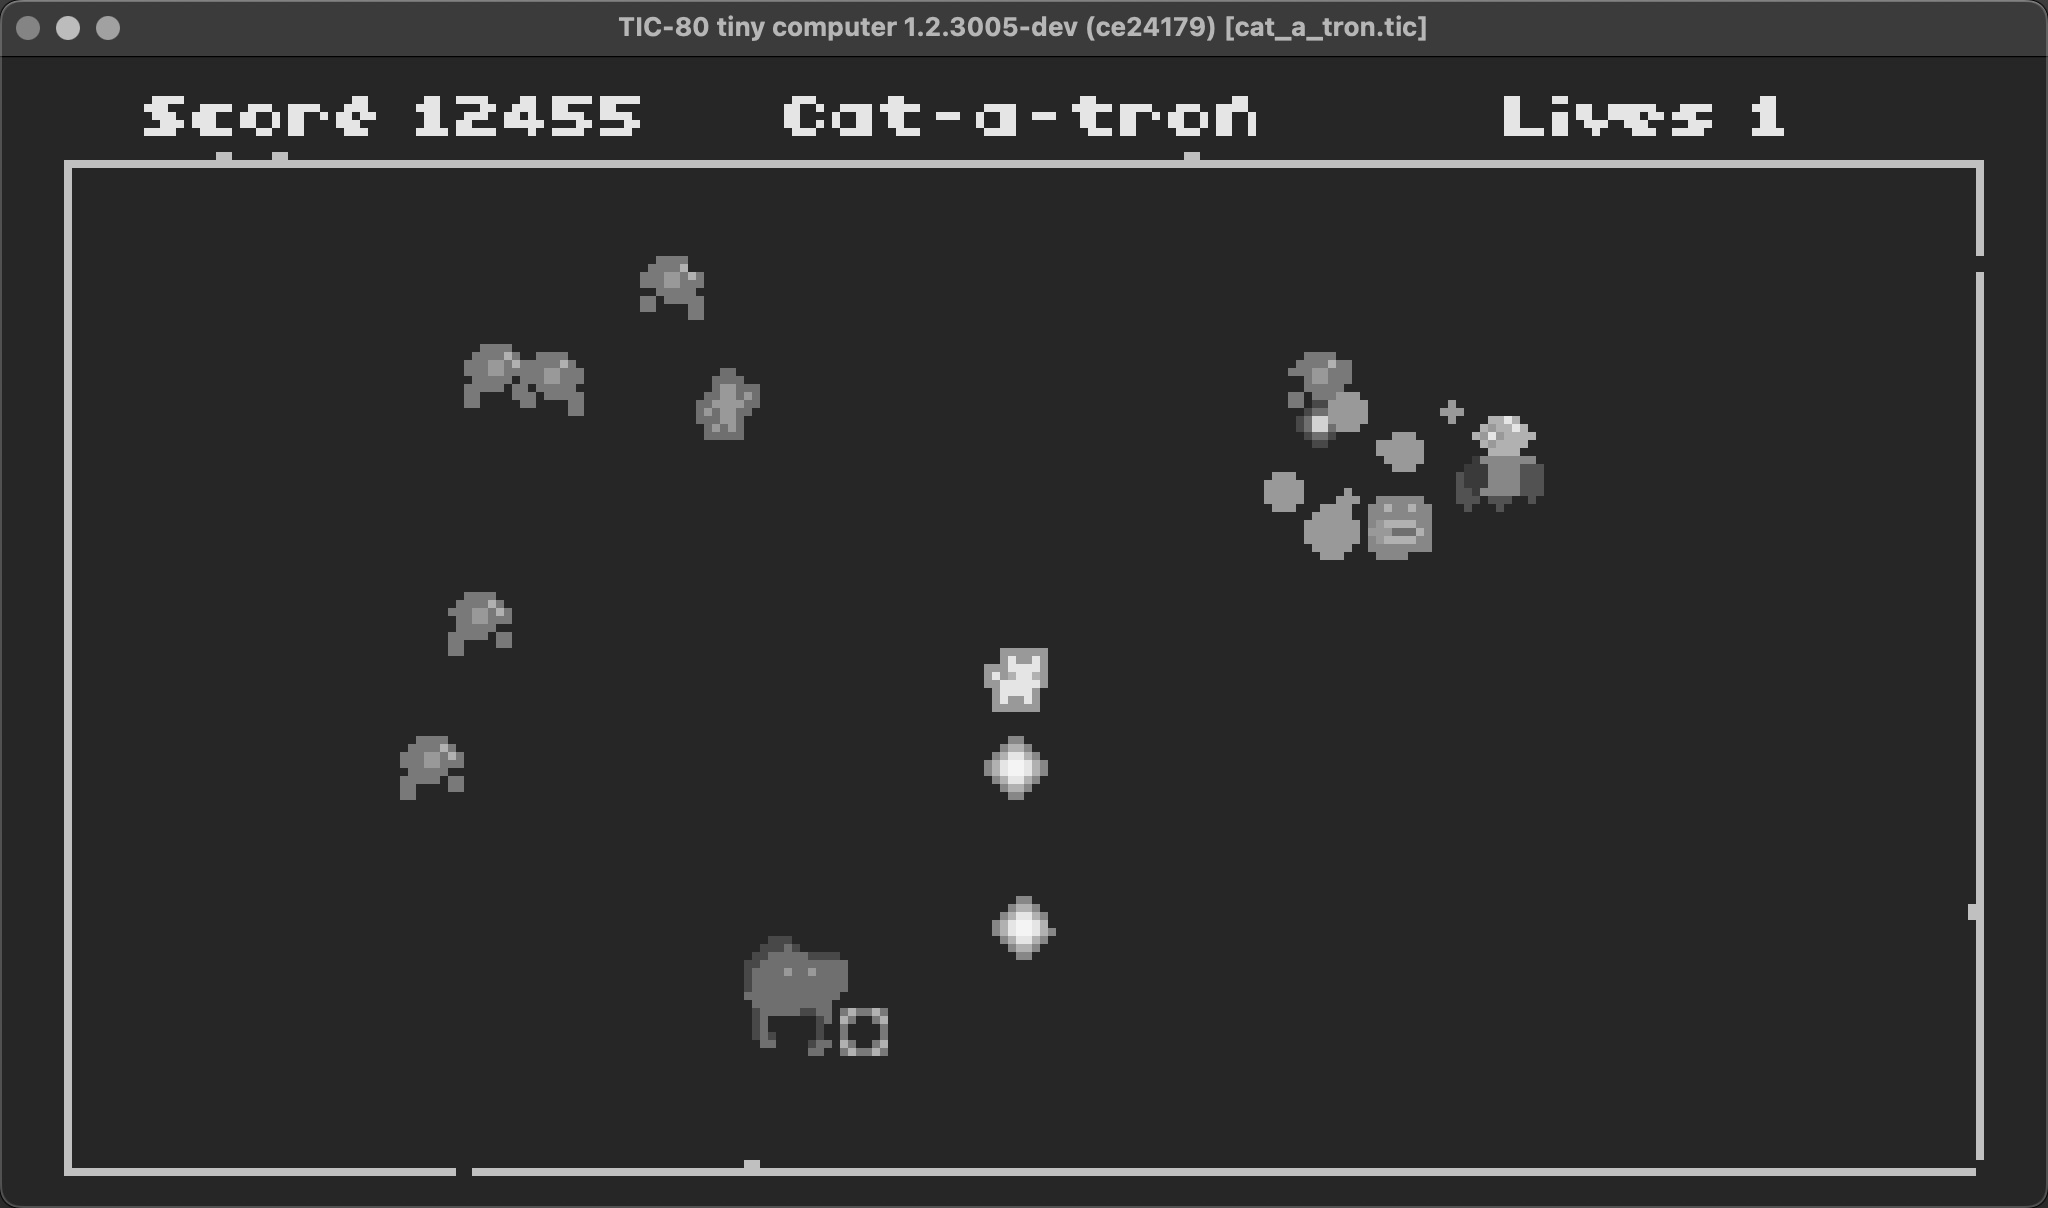 TIC-80 tiny computer 1.2.3005-dev (ce24179) [cat_a_tron.tic]
Score 12455 Cat-a-tron Lives 1